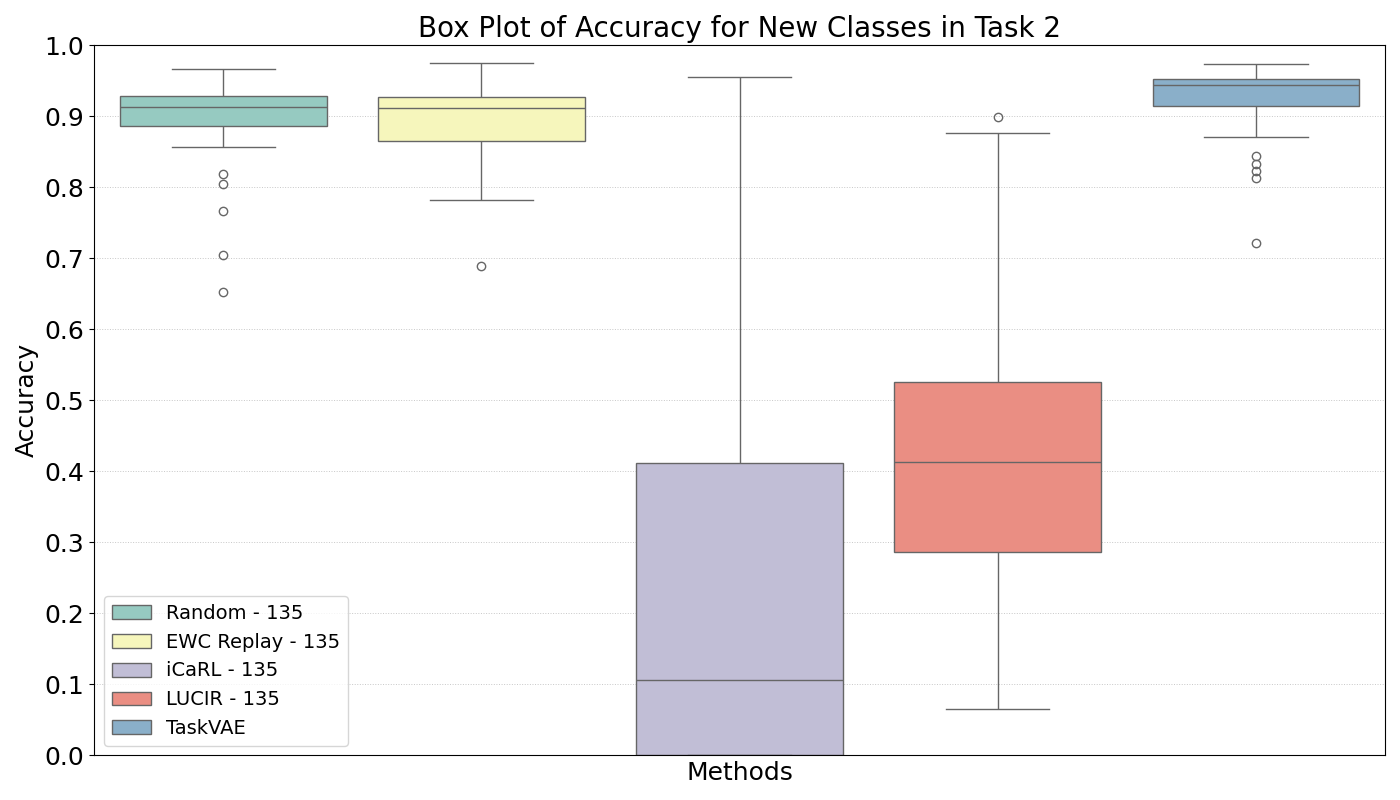 Box Plot of Accuracy for New Classes in Task 2
1.0
0.9
0.8
0.7
0.6
0.5
0.4
0.3
0.2
0.1
0.0
Accuracy
Random - 135
EWC Replay - 135
iCaRL - 135
LUCIR - 135
TaskVAE
Methods